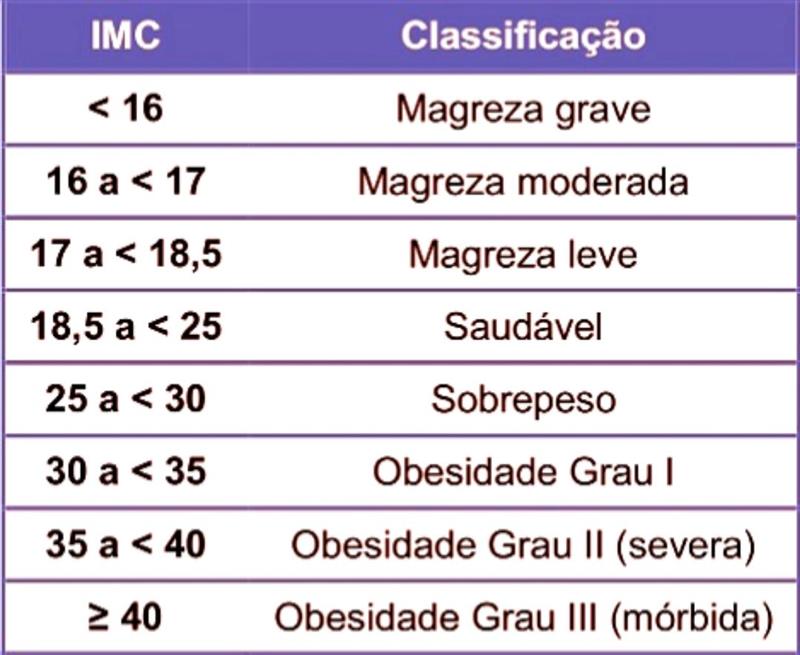 IMC Classificação
< 16 Magreza grave
16 a < 17 Magreza moderada
17 a < 18,5 Magreza leve
18,5 a < 25 Saudável
25 a < 30 Sobrepeso
30 a < 35 Obesidade Grau I
35 a < 40 Obesidade Grau II (severa)
≥ 40 Obesidade Grau III (mórbida)